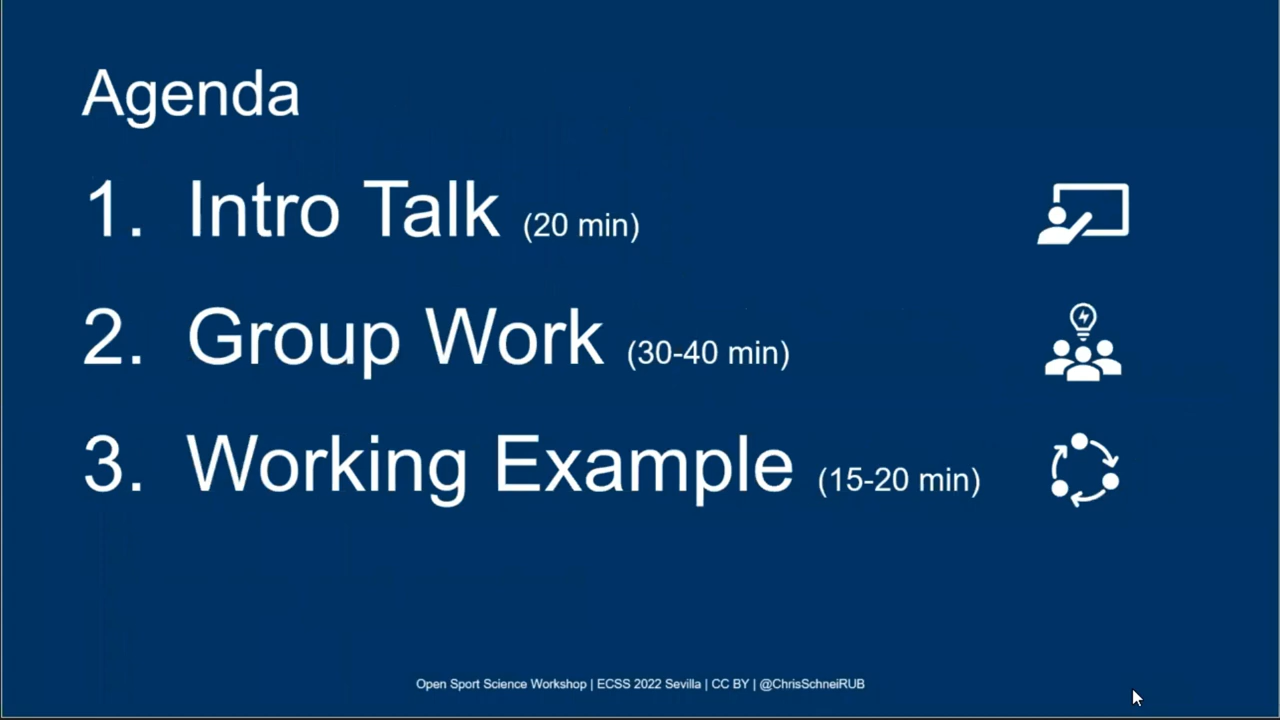 Agenda
1. Intro Talk (20 min)
2. Group Work (30-40 min)
3. Working Example (15-20 min)
Open Sport Science Workshop | ECSS 2022 Sevilla | CC BY | @ChrisSchneiRUB